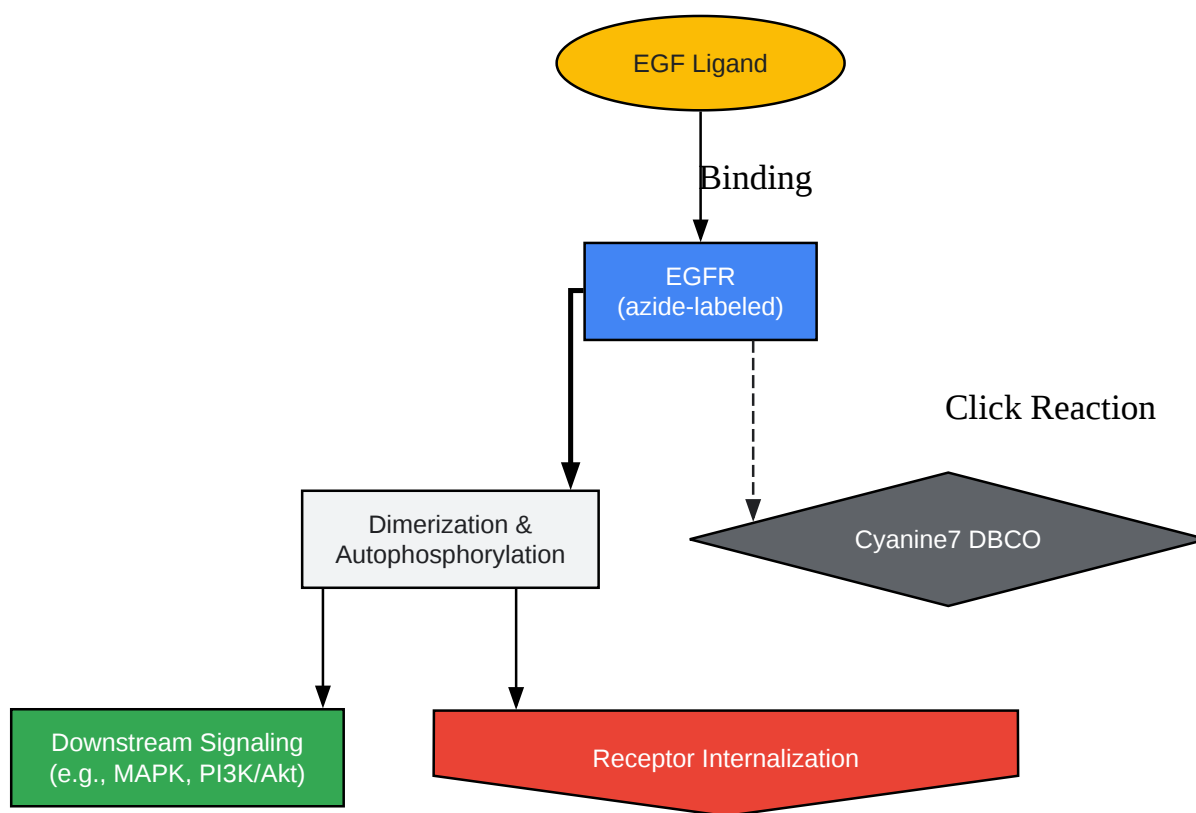 EGF Ligand
Binding
EGFR
(azide-labeled)
Click Reaction
Dimerization &
Autophosphorylation
Cyanine7 DBCO
Downstream Signaling
(e.g., MAPK, PI3K/Akt)
Receptor Internalization